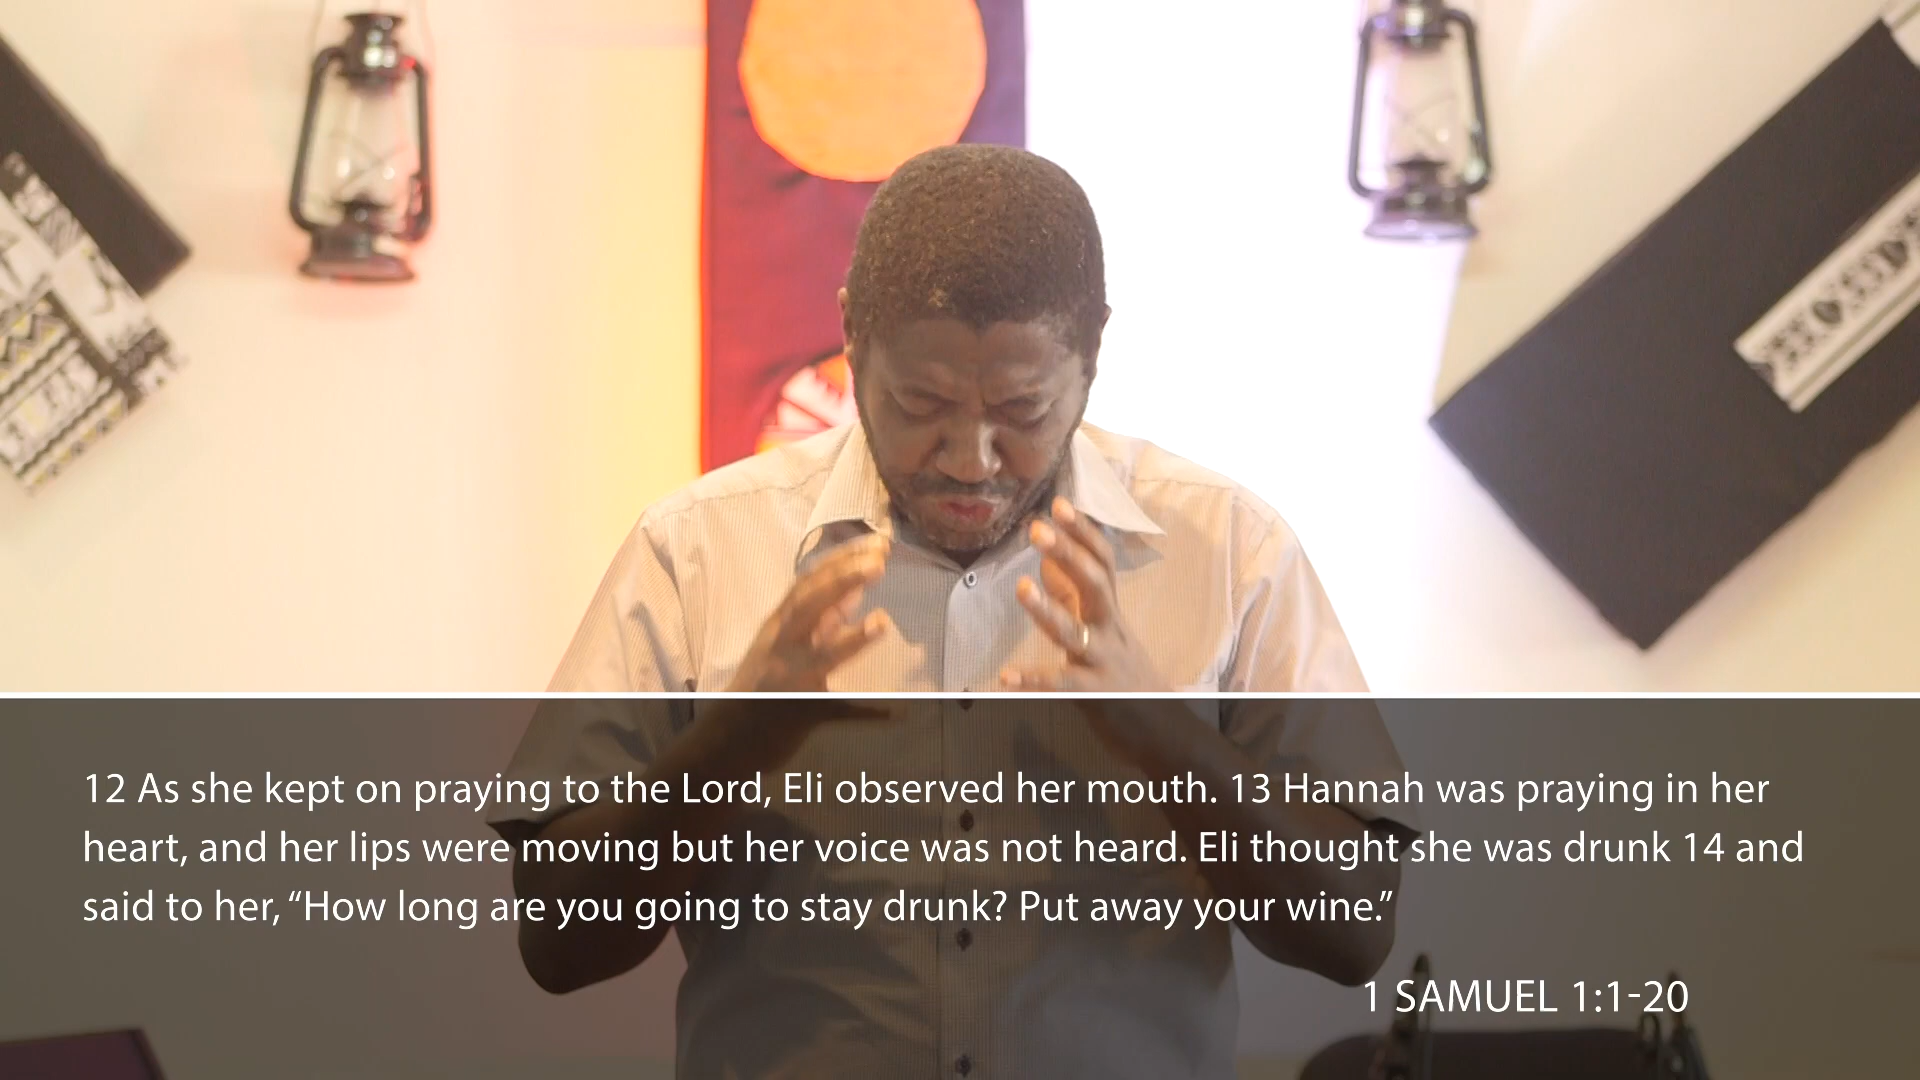 12 As she kept on praying to the Lord, Eli observed her mouth. 13 Hannah was praying in her
heart, and her lips were moving but her voice was not heard. Eli thought she was drunk 14 and
said to her, “How long are you going to stay drunk? Put away your wine.”
1 SAMUEL 1:1-20